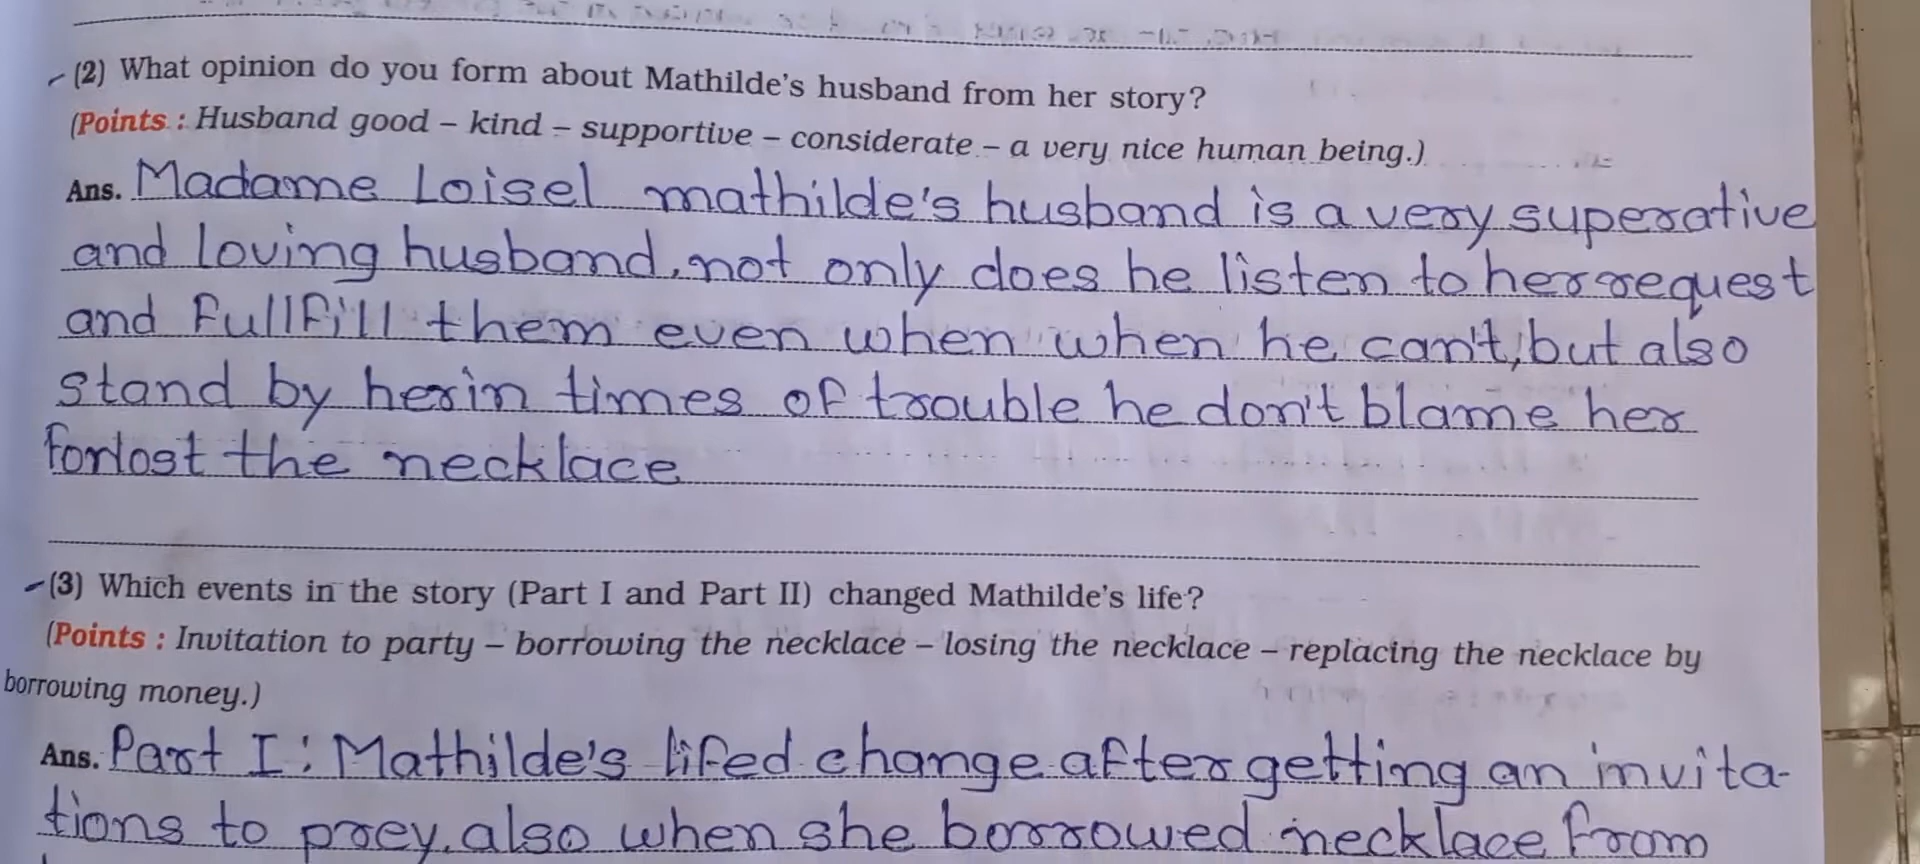 (2) What opinion do you form about Mathilde's husband from her story?
(Points : Husband good – kind – supportive – considerate – a very nice human being.)
Ans. Madame Loisel mathilde's husband is a very superative
and loving husband, not only does he listen to her request
and fullfill them even when when he can't, but also
stand by her in times of trouble he don't blame her
for lost the necklace
(3) Which events in the story (Part I and Part II) changed Mathilde's life?
(Points : Invitation to party – borrowing the necklace – losing the necklace – replacing the necklace by
borrowing money.)
Ans. Part I : Mathilde's lifed change after getting an invita-
tions to prey, also when she borrowed necklace from